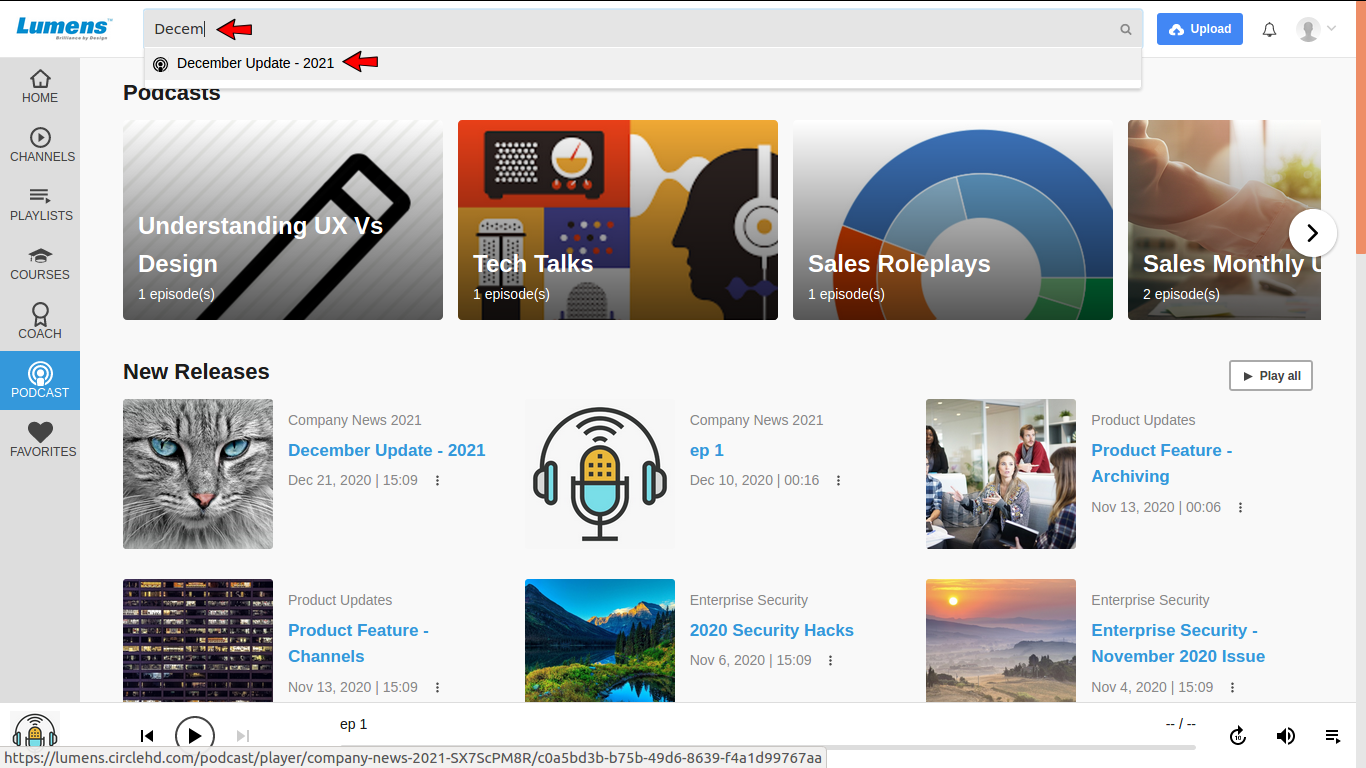 Lumens™
Brilliance by Design
Decem
Upload
December Update - 2021
HOME
CHANNELS
PLAYLISTS
COURSES
COACH
PODCAST
FAVORITES
Podcasts
Understanding UX Vs
Design
1 episode(s)
Tech Talks
1 episode(s)
Sales Roleplays
1 episode(s)
Sales Monthly U
2 episode(s)
New Releases
Play all
Company News 2021
December Update - 2021
Dec 21, 2020 | 15:09
Company News 2021
ep 1
Dec 10, 2020 | 00:16
Product Updates
Product Feature -
Archiving
Nov 13, 2020 | 00:06
Product Updates
Product Feature -
Channels
Nov 13, 2020 | 15:09
Enterprise Security
2020 Security Hacks
Nov 6, 2020 | 15:09
Enterprise Security
Enterprise Security -
November 2020 Issue
Nov 4, 2020 | 15:09
ep 1
-- / --
10
https://lumens.circlehd.com/podcast/player/company-news-2021-SX7ScPM8R/c0a5bd3b-b75b-49d6-8639-f4a1d99767aa